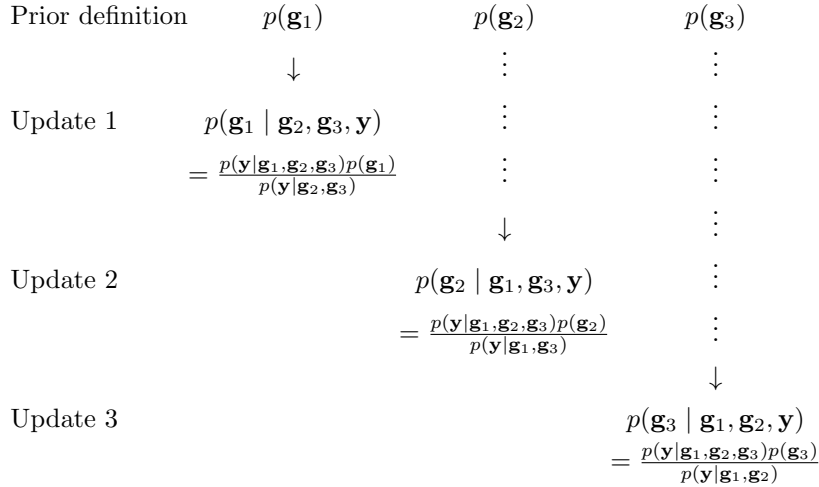 Prior definition p(𝐠₁) p(𝐠₂) p(𝐠₃)
↓ ⋮ ⋮
Update 1 p(𝐠₁ | 𝐠₂, 𝐠₃, 𝐲) ⋮ ⋮
= p(𝐲|𝐠₁,𝐠₂,𝐠₃)p(𝐠₁) / p(𝐲|𝐠₂,𝐠₃) ⋮ ⋮
↓ ⋮
Update 2 p(𝐠₂ | 𝐠₁, 𝐠₃, 𝐲) ⋮
= p(𝐲|𝐠₁,𝐠₂,𝐠₃)p(𝐠₂) / p(𝐲|𝐠₁,𝐠₃) ⋮
↓
Update 3 p(𝐠₃ | 𝐠₁, 𝐠₂, 𝐲)
= p(𝐲|𝐠₁,𝐠₂,𝐠₃)p(𝐠₃) / p(𝐲|𝐠₁,𝐠₂)